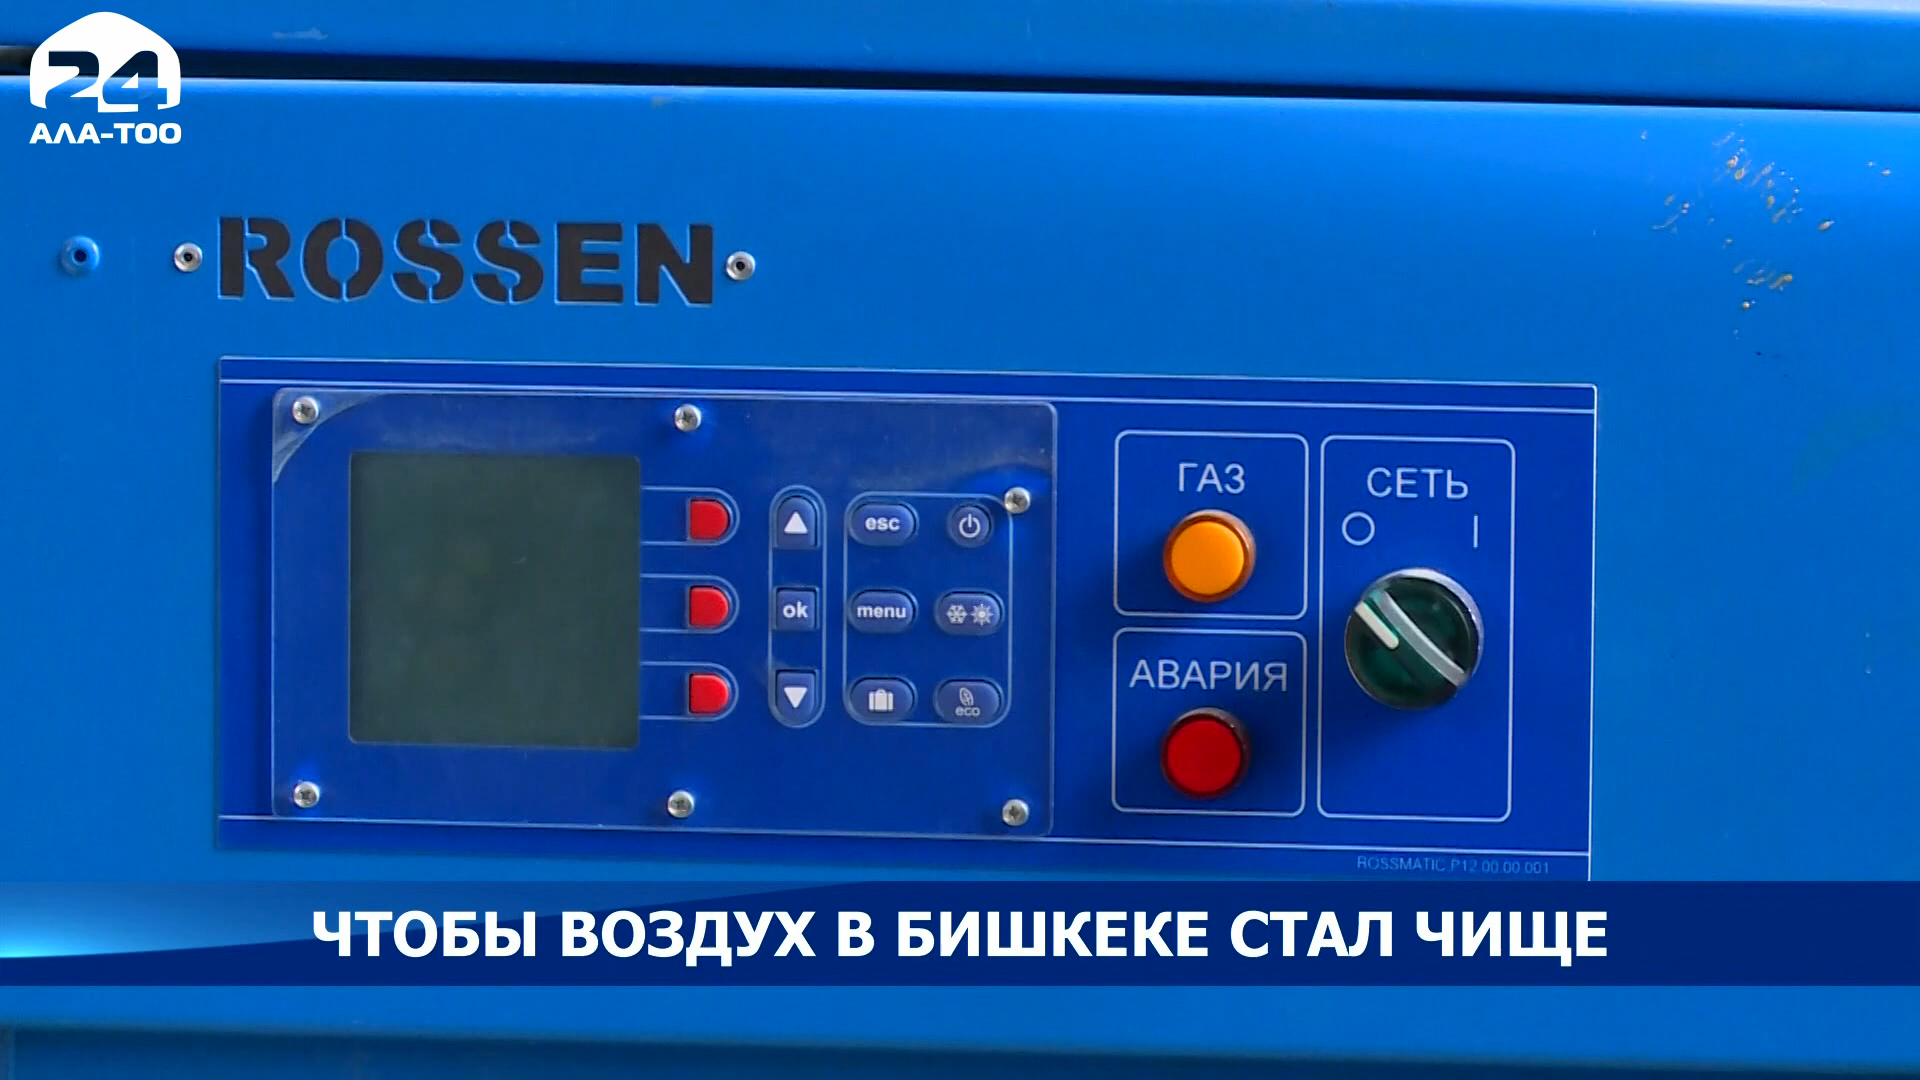 24
АЛА-ТОО
ROSSEN
ГАЗ
СЕТЬ
esc
ok
menu
АВАРИЯ
eco
ROSSMATIC.P12.00.00.001
ЧТОБЫ ВОЗДУХ В БИШКЕКЕ СТАЛ ЧИЩЕ